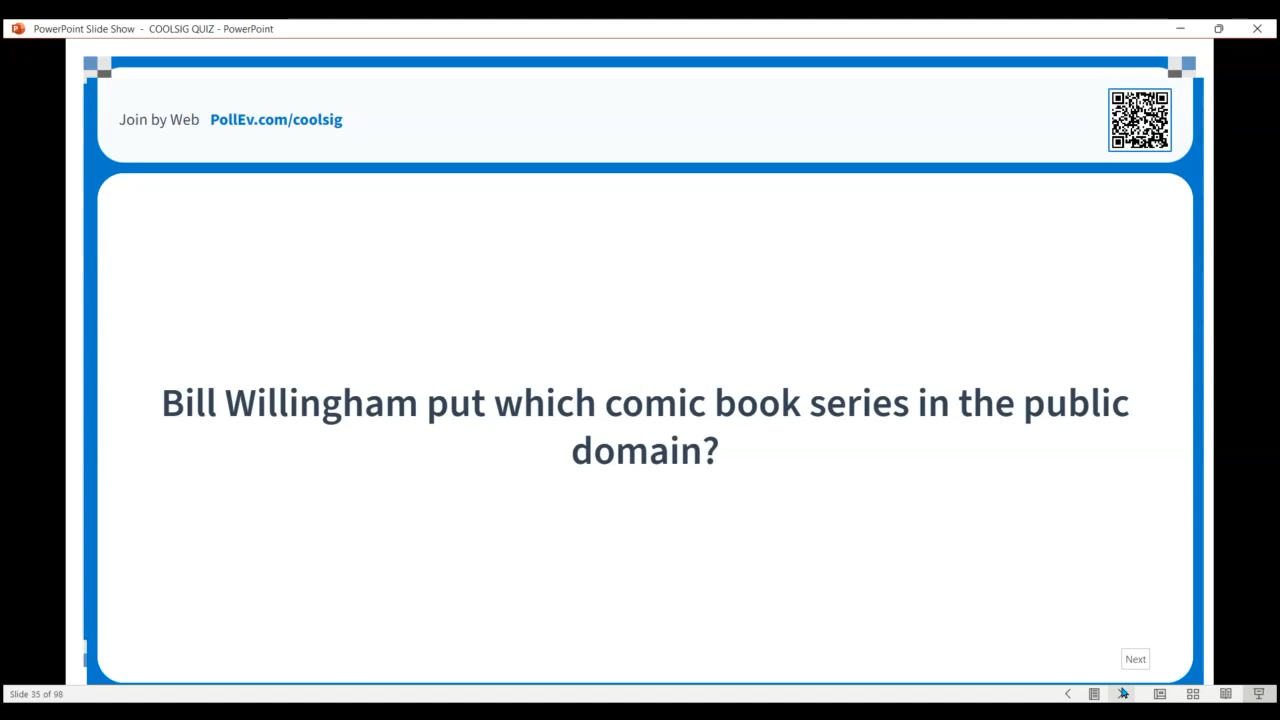 PowerPoint Slide Show - COOLSIG QUIZ - PowerPoint
Join by Web PollEv.com/coolsig
Bill Willingham put which comic book series in the public
domain?
Next
Slide 35 of 98